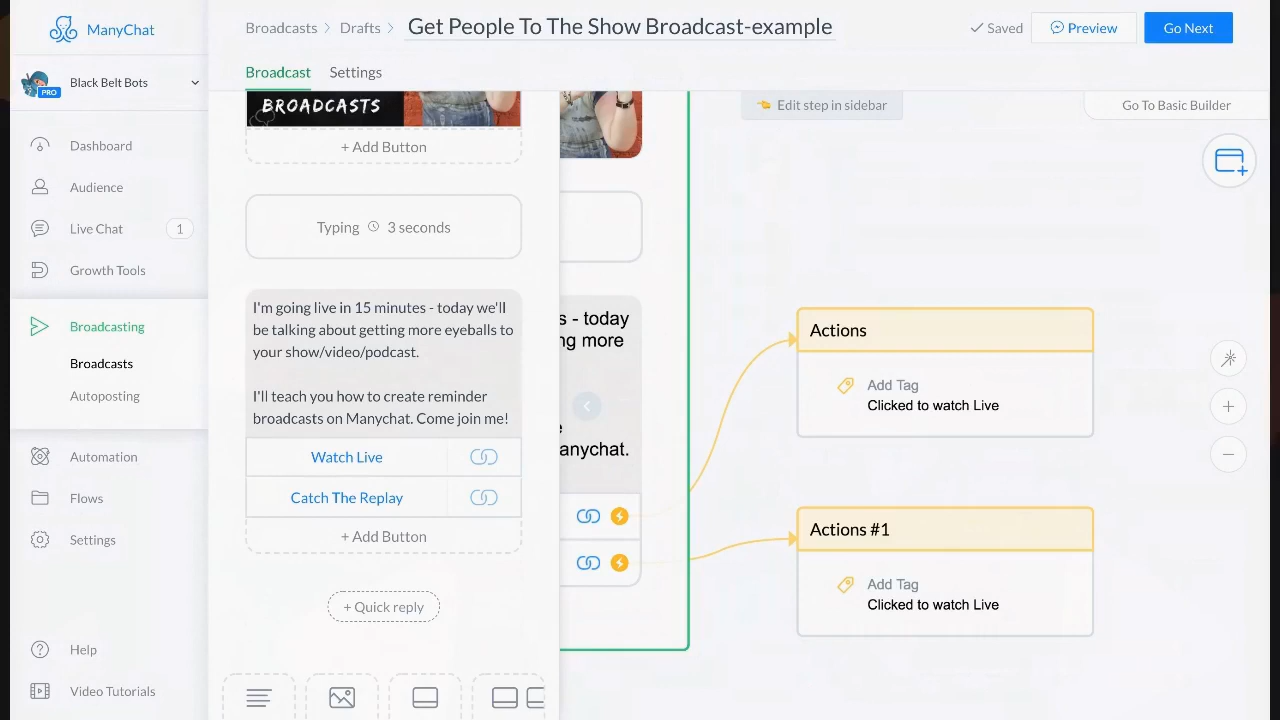 ManyChat
Broadcasts
Drafts
Get People To The Show Broadcast-example
Saved
Preview
Go Next
Black Belt Bots
PRO
Broadcast
Settings
BROADCASTS
Edit step in sidebar
Go To Basic Builder
Dashboard
+ Add Button
Audience
Live Chat
1
Typing
3 seconds
Growth Tools
Broadcasting
Broadcasts
Autoposting
I'm going live in 15 minutes - today we'll
be talking about getting more eyeballs to
your show/video/podcast.
I'll teach you how to create reminder
broadcasts on Manychat. Come join me!
s - today
ng more
e
anychat.
Actions
Add Tag
Clicked to watch Live
Watch Live
Catch The Replay
+ Add Button
+ Quick reply
Actions #1
Add Tag
Clicked to watch Live
Automation
Flows
Settings
Help
Video Tutorials